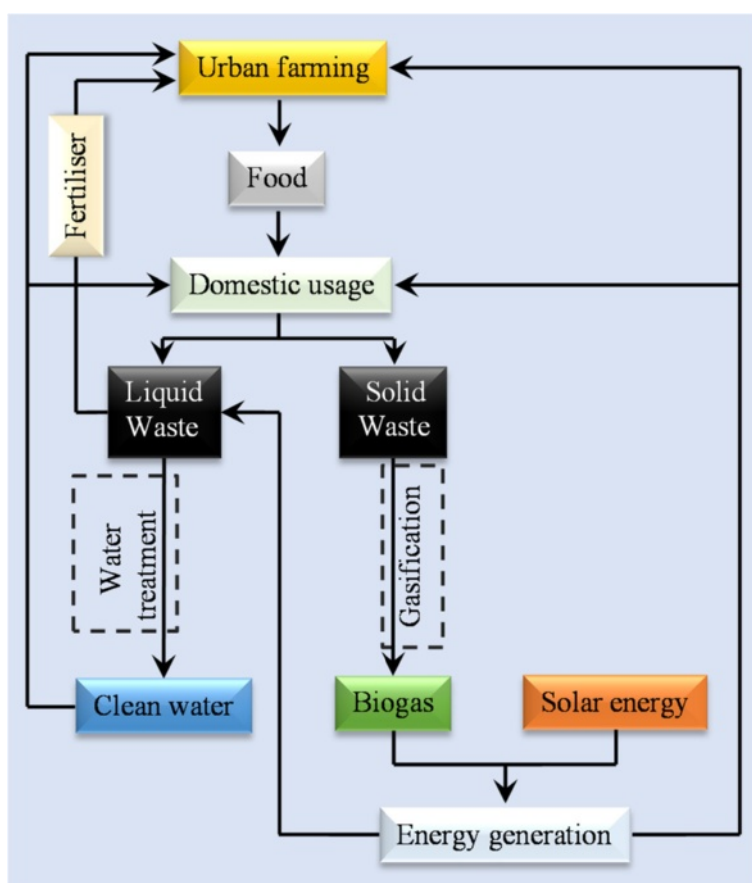 Urban farming
Fertiliser
Food
Domestic usage
Liquid
Waste
Solid
Waste
Water
treatment
Gasification
Clean water
Biogas
Solar energy
Energy generation